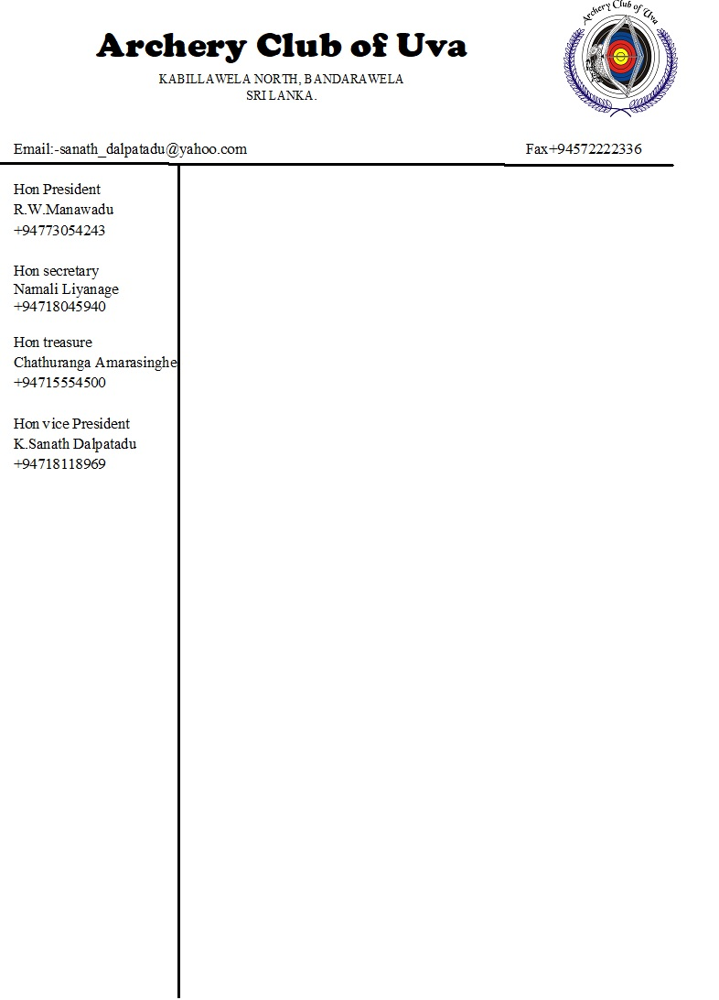 Archery Club of Uva
Archery Club of Uva
KABILLAWELA NORTH, BANDARAWELA
SRI LANKA.
Email:-sanath_dalpatadu@yahoo.com
Fax+94572222336
Hon President
R.W.Manawadu
+94773054243
Hon secretary
Namali Liyanage
+94718045940
Hon treasure
Chathuranga Amarasinghe
+94715554500
Hon vice President
K.Sanath Dalpatadu
+94718118969